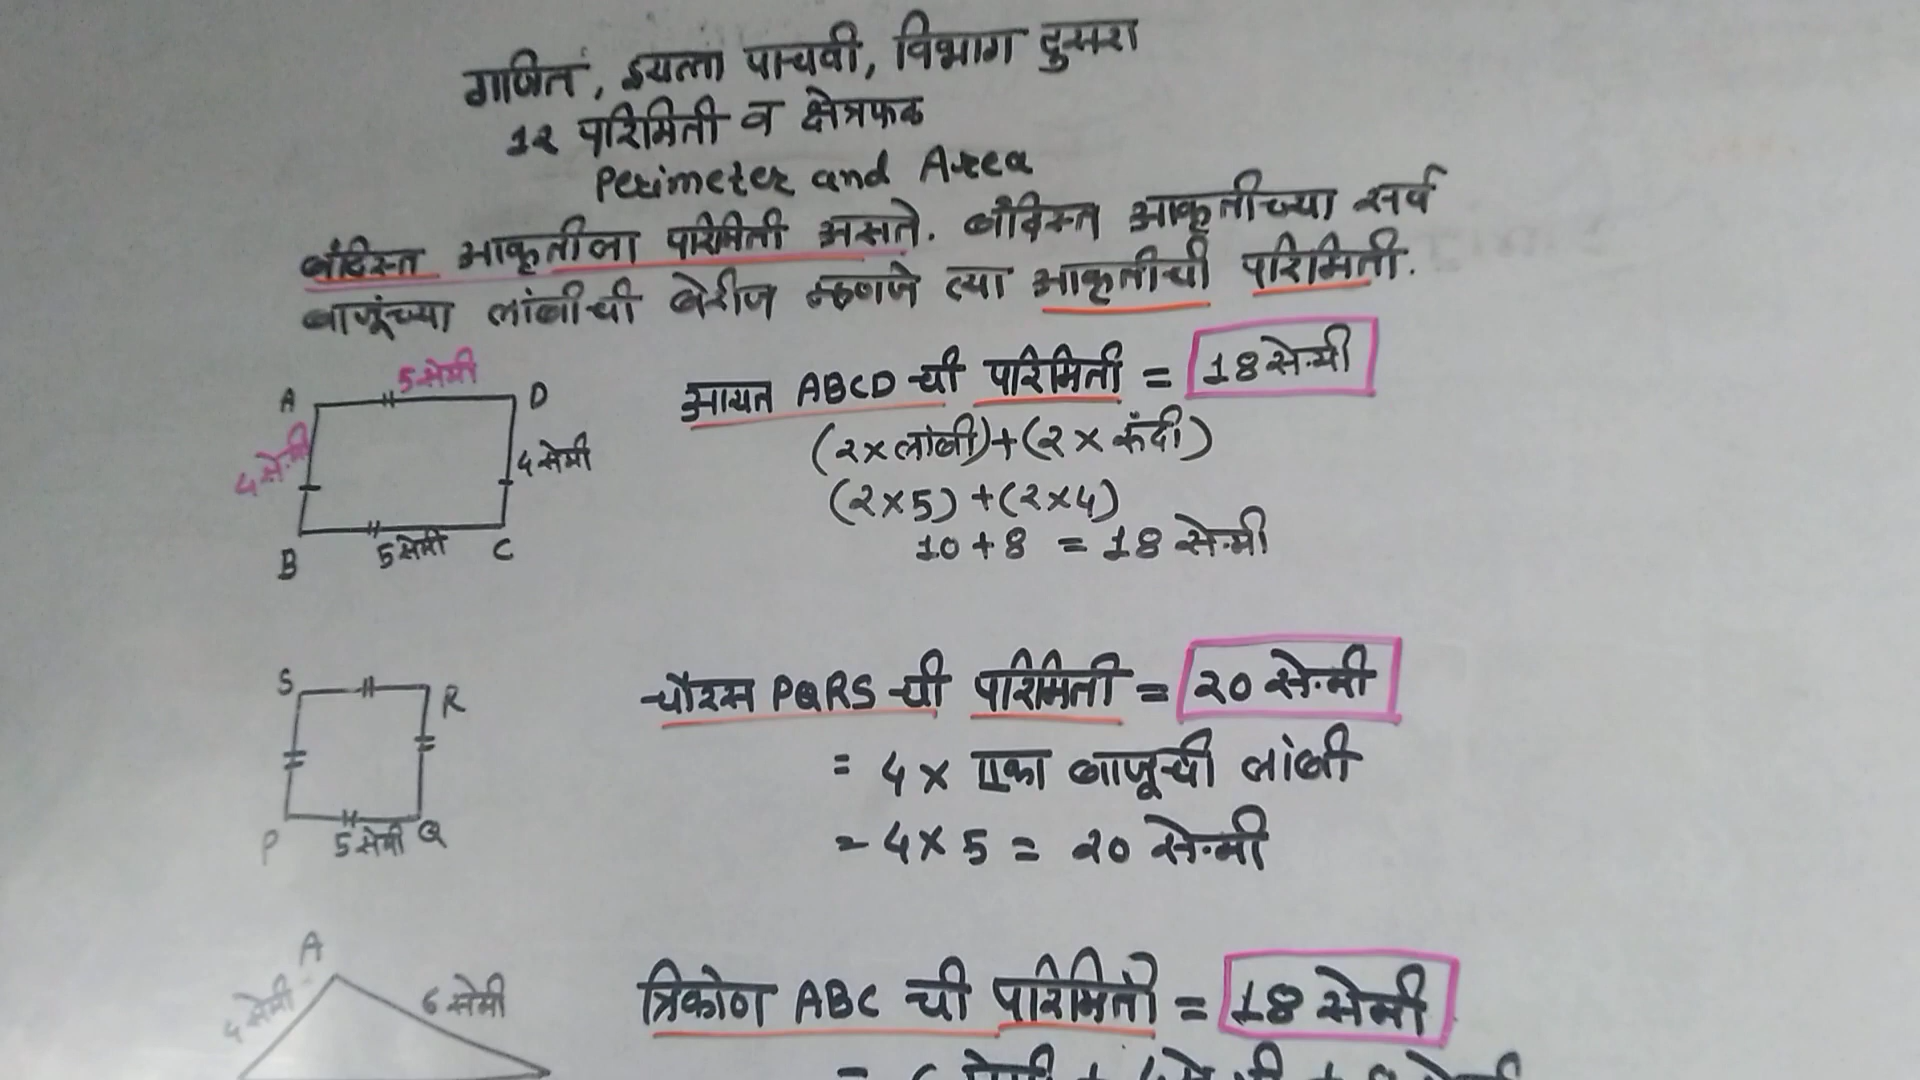 गणित, इयत्ता पाचवी, विभाग दुसरा
12 परिमिती व क्षेत्रफळ
Perimeter and Area
बंदिस्त आकृतीला परिमिती असते. बंदिस्त आकृतीच्या सर्व
बाजूंच्या लांबीची बेरीज म्हणजे त्या आकृतीची परिमिती.
5 सेमी
A D
4 से.मी
4 सेमी
B 5 सेमी C
आयत ABCD ची परिमिती = 18 से.मी
(2 × लांबी) + (2 × रुंदी)
(2 × 5) + (2 × 4)
10 + 8 = 18 से.मी
S R
P 5 सेमी Q
चौरस PQRS ची परिमिती = 20 से.मी
= 4 × एका बाजूची लांबी
= 4 × 5 = 20 से.मी
A
4 सेमी 6 सेमी
त्रिकोण ABC ची परिमिती = 18 सेमी